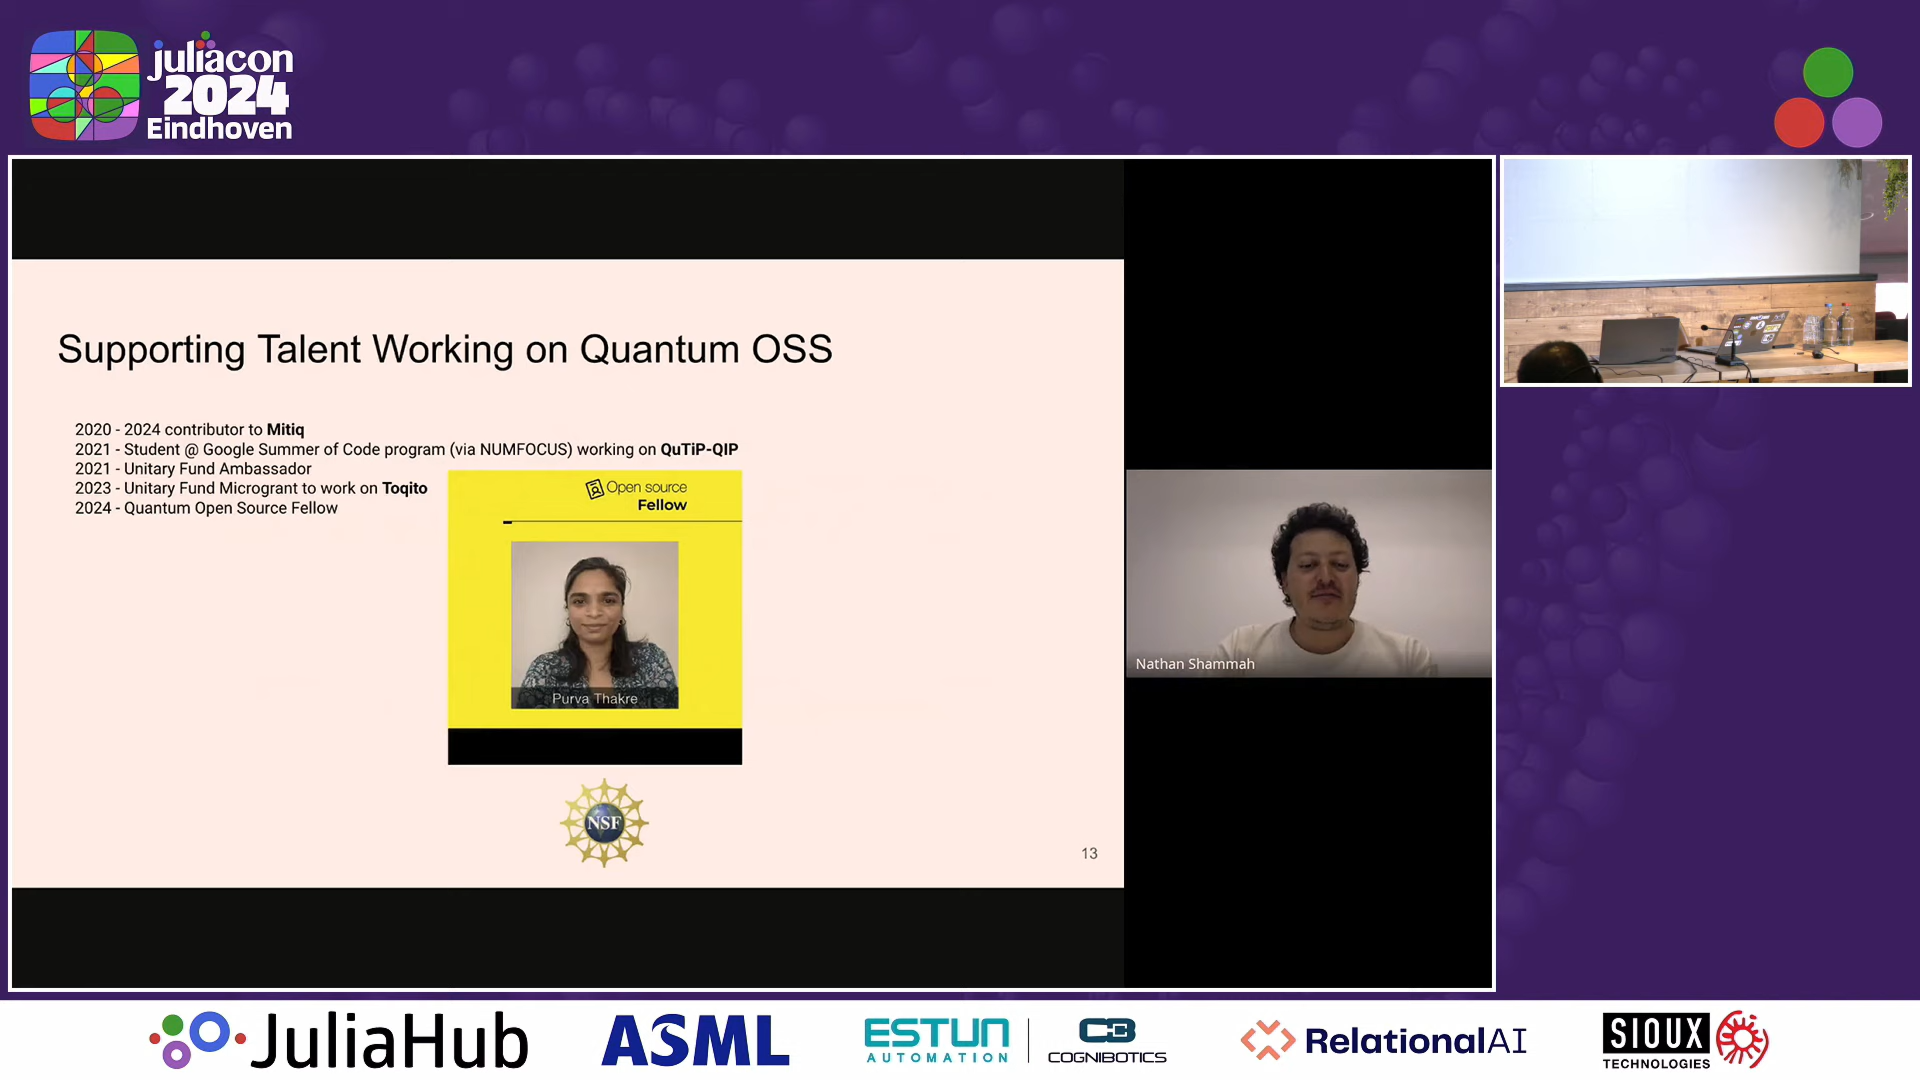 juliacon
2024
Eindhoven
Supporting Talent Working on Quantum OSS
2020 - 2024 contributor to Mitiq
2021 - Student @ Google Summer of Code program (via NUMFOCUS) working on QuTiP-QIP
2021 - Unitary Fund Ambassador
2023 - Unitary Fund Microgrant to work on Toqito
2024 - Quantum Open Source Fellow
Open source
Fellow
Purva Thakre
NSF
13
Nathan Shammah
JuliaHub
ASML
ESTUN
AUTOMATION
COGNIBOTICS
RelationalAI
SIOUX
TECHNOLOGIES